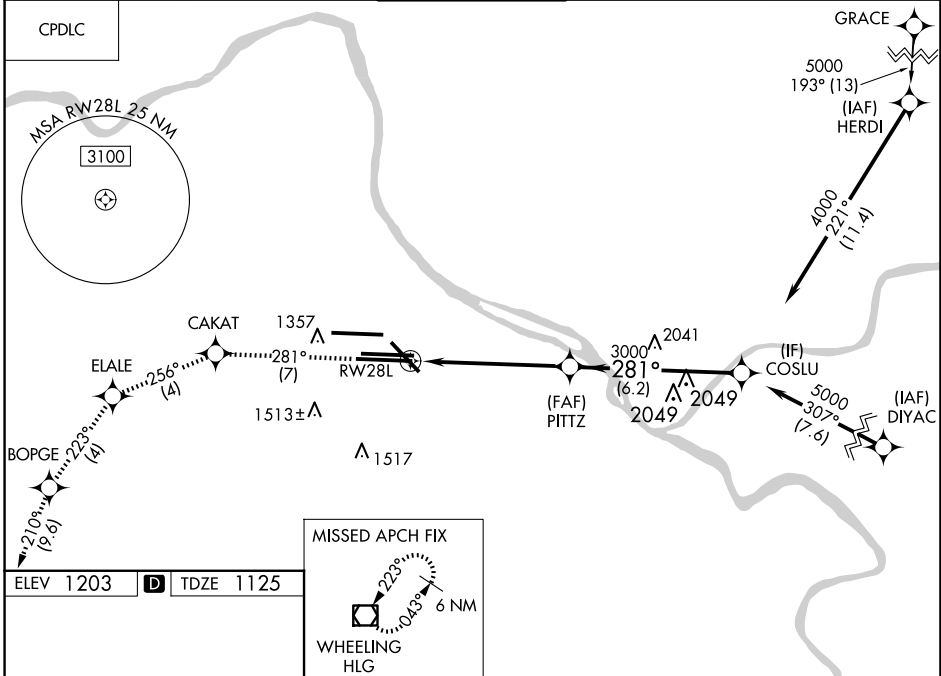 CPDLC
MSA RW28L 25 NM
3100
GRACE
5000
193° (13)
(IAF)
HERDI
4000
221°
(11.4)
CAKAT
1357
281°
(7)
RW28L
ELALE
256°
(4)
1513±
223°
(4)
BOPGE
1517
210°
(9.6)
(FAF)
PITTZ
3000
281°
(6.2)
2041
2049
2049
(IF)
COSLU
5000
307°
(7.6)
(IAF)
DIYAC
ELEV 1203
D
TDZE 1125
MISSED APCH FIX
223°
043°
6 NM
WHEELING
HLG